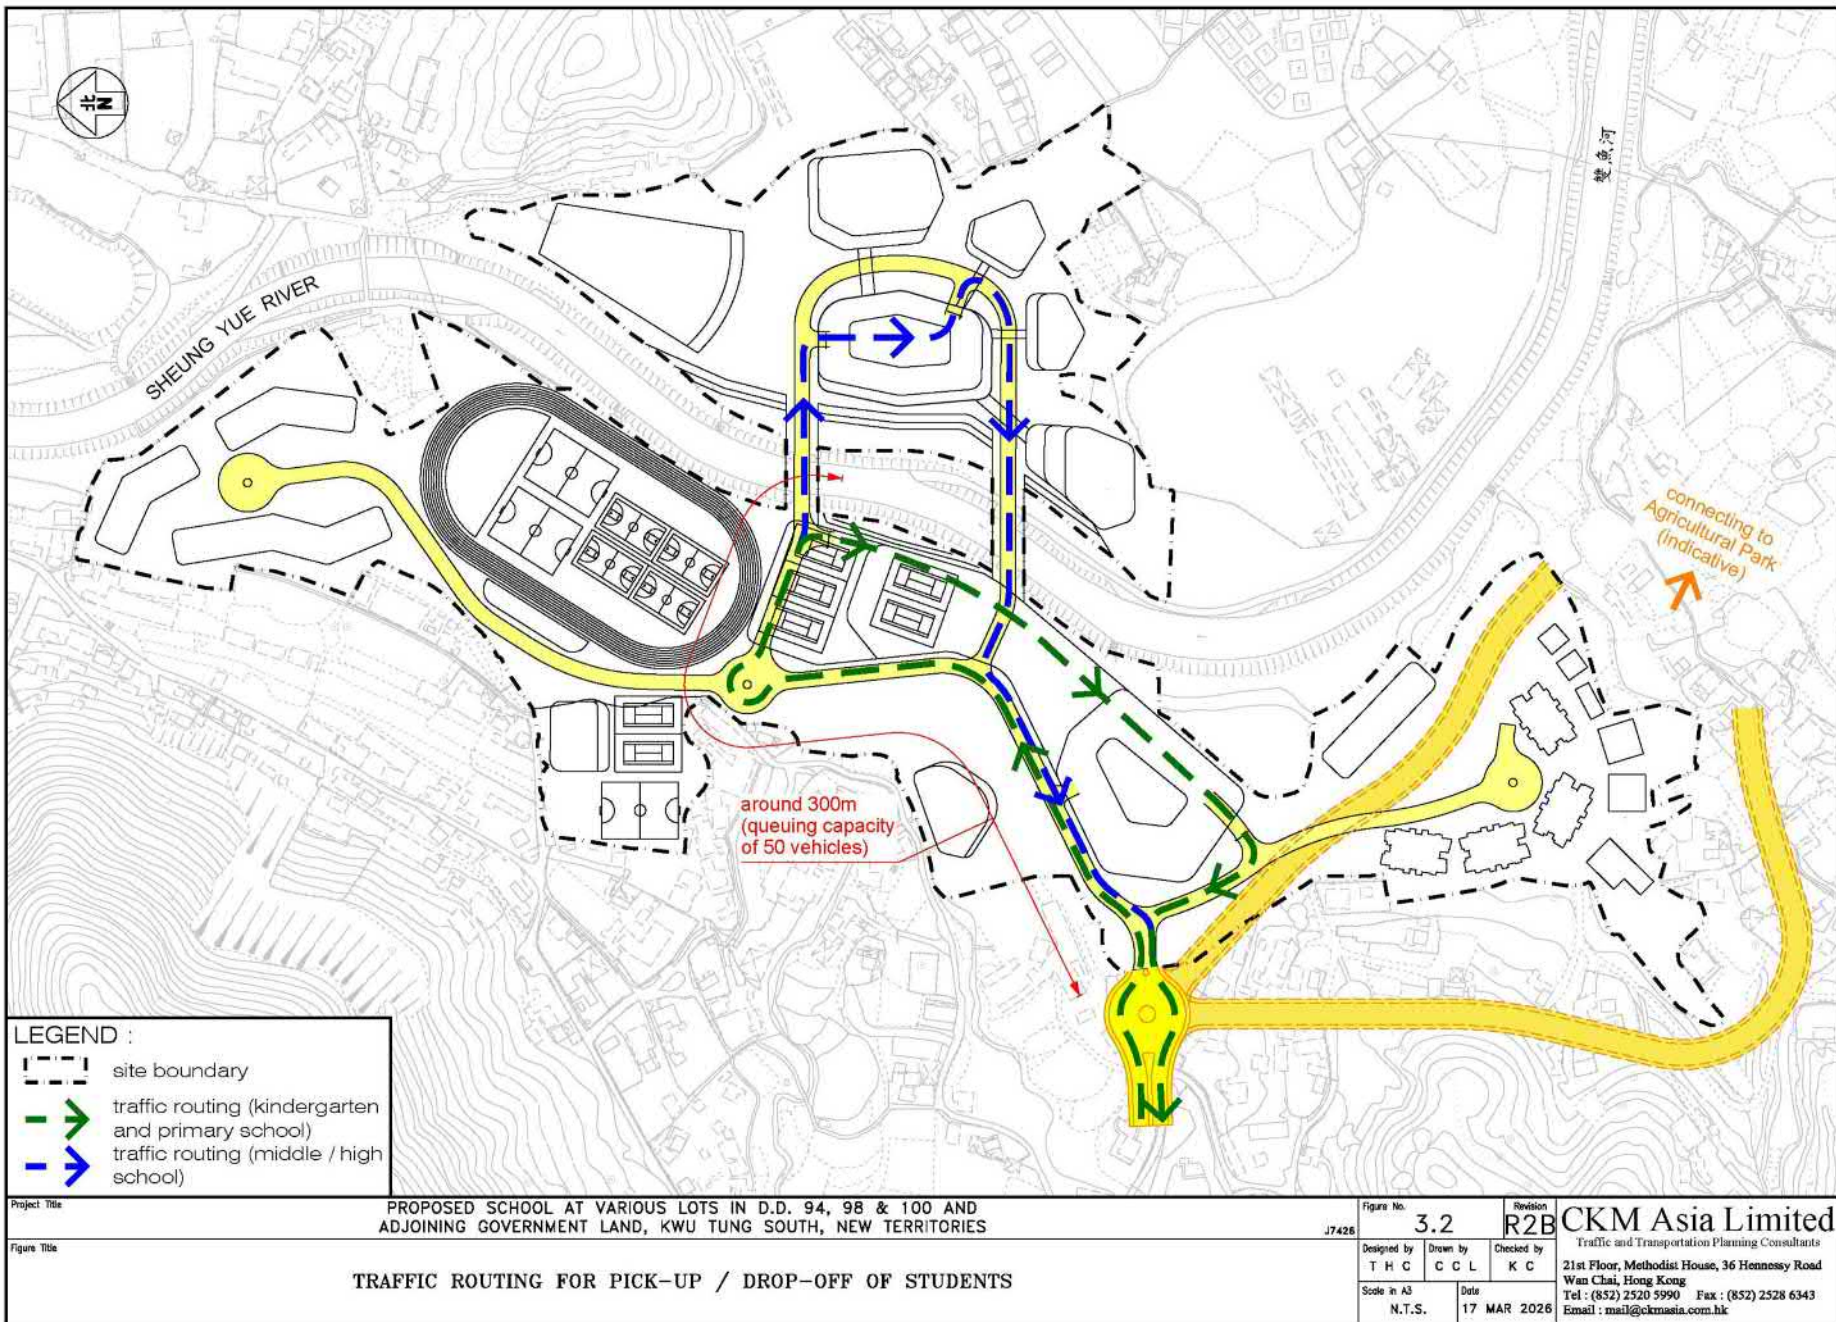 北
N
雙魚河
SHEUNG YUE RIVER
connecting to
Agricultural Park
(Indicative)
around 300m
(queuing capacity
of 50 vehicles)
LEGEND :
site boundary
traffic routing (kindergarten
and primary school)
traffic routing (middle / high
school)
Project Title
PROPOSED SCHOOL AT VARIOUS LOTS IN D.D. 94, 98 & 100 AND
ADJOINING GOVERNMENT LAND, KWU TUNG SOUTH, NEW TERRITORIES
J7426
Figure Title
TRAFFIC ROUTING FOR PICK-UP / DROP-OFF OF STUDENTS
Figure No.
3.2
Revision
R2B
Designed by
T H C
Drawn by
C C L
Checked by
K C
Scale in A3
N.T.S.
Date
17 MAR 2026
CKM Asia Limited
Traffic and Transportation Planning Consultants
21st Floor, Methodist House, 36 Hennessy Road
Wan Chai, Hong Kong
Tel : (852) 2520 5990 Fax : (852) 2528 6343
Email : mail@ckmasia.com.hk